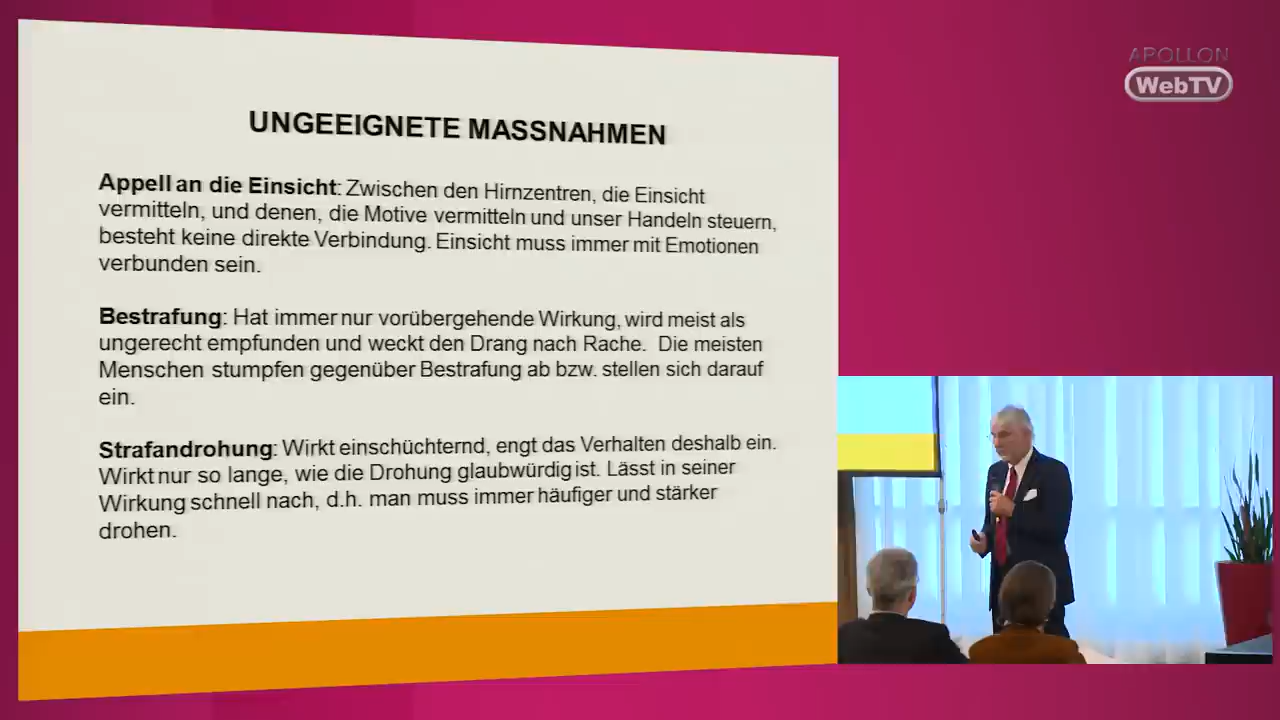 UNGEEIGNETE MASSNAHMEN
Appell an die Einsicht: Zwischen den Hirnzentren, die Einsicht
vermitteln, und denen, die Motive vermitteln und unser Handeln steuern,
besteht keine direkte Verbindung. Einsicht muss immer mit Emotionen
verbunden sein.
Bestrafung: Hat immer nur vorübergehende Wirkung, wird meist als
ungerecht empfunden und weckt den Drang nach Rache. Die meisten
Menschen stumpfen gegenüber Bestrafung ab bzw. stellen sich darauf
ein.
Strafandrohung: Wirkt einschüchternd, engt das Verhalten deshalb ein.
Wirkt nur so lange, wie die Drohung glaubwürdig ist. Lässt in seiner
Wirkung schnell nach, d.h. man muss immer häufiger und stärker
drohen.
APOLLON
WebTV